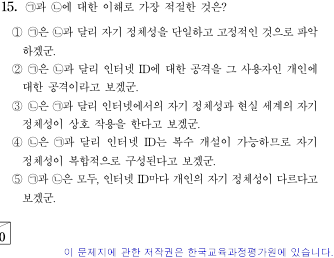 15. ㉠과 ㉡에 대한 이해로 가장 적절한 것은?
① ㉠은 ㉡과 달리 자기 정체성을 단일하고 고정적인 것으로 파악
하겠군.
② ㉠은 ㉡과 달리 인터넷 ID에 대한 공격을 그 사용자인 개인에
대한 공격이라고 보겠군.
③ ㉡은 ㉠과 달리 인터넷에서의 자기 정체성과 현실 세계의 자기
정체성이 상호 작용을 한다고 보겠군.
④ ㉡은 ㉠과 달리 인터넷 ID는 복수 개설이 가능하므로 자기
정체성이 복합적으로 구성된다고 보겠군.
⑤ ㉠과 ㉡은 모두, 인터넷 ID마다 개인의 자기 정체성이 다르다고
보겠군.
0
이 문제지에 관한 저작권은 한국교육과정평가원에 있습니다.